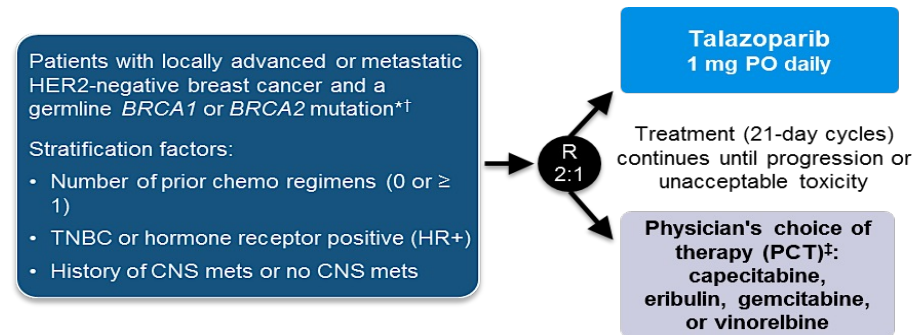 Patients with locally advanced or metastatic
HER2-negative breast cancer and a
germline BRCA1 or BRCA2 mutation*†
Stratification factors:
• Number of prior chemo regimens (0 or ≥
1)
• TNBC or hormone receptor positive (HR+)
• History of CNS mets or no CNS mets
R
2:1
Talazoparib
1 mg PO daily
Treatment (21-day cycles)
continues until progression or
unacceptable toxicity
Physician's choice of
therapy (PCT)‡:
capecitabine,
eribulin, gemcitabine,
or vinorelbine